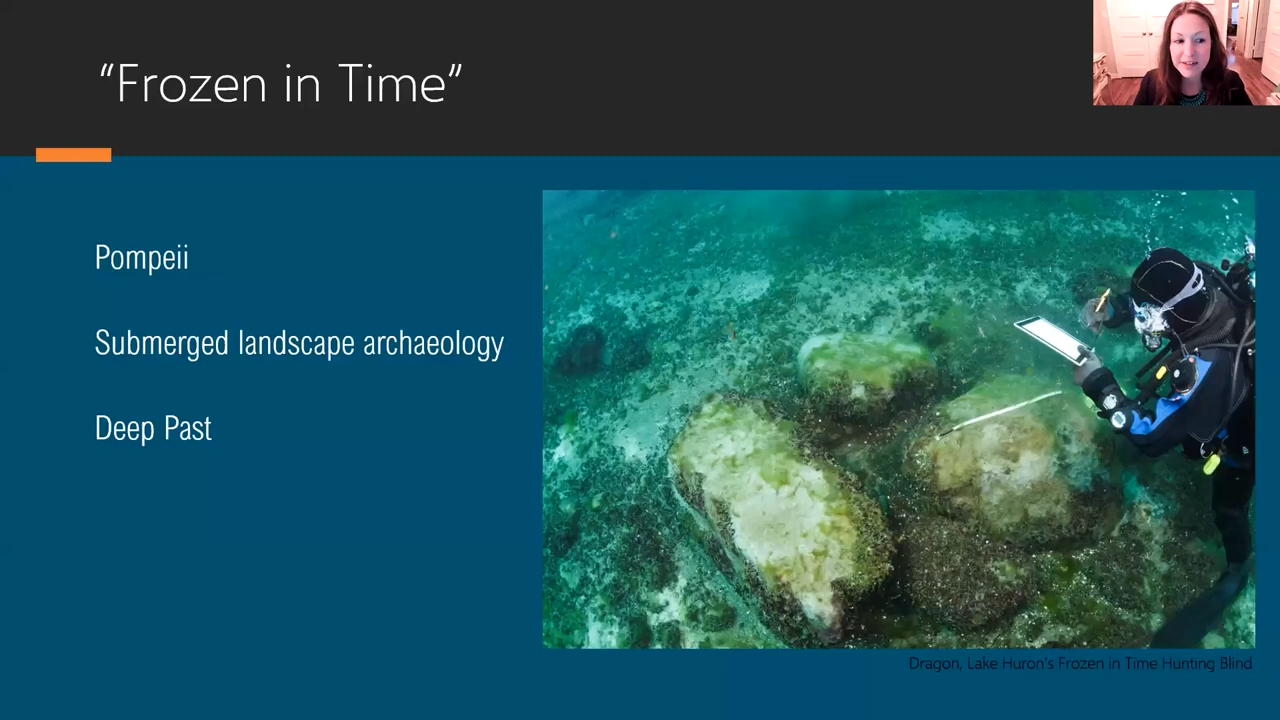 “Frozen in Time”
Pompeii
Submerged landscape archaeology
Deep Past
Dragon, Lake Huron's Frozen in Time Hunting Blind